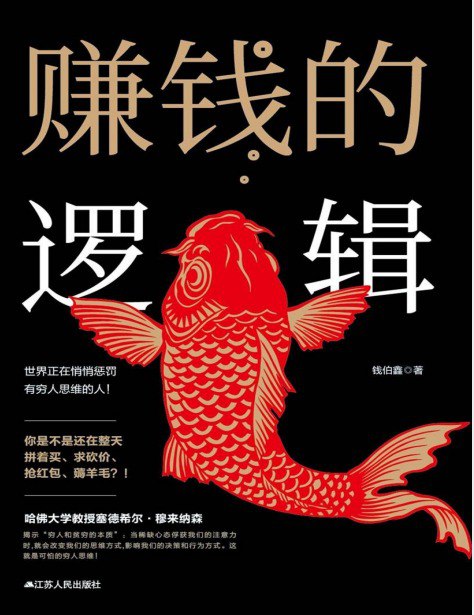 赚钱的
逻辑
世界正在悄悄惩罚
有穷人思维的人！
钱伯鑫◎著
你是不是还在整天
拼着买、求砍价、
抢红包、薅羊毛？！
哈佛大学教授塞德希尔·穆来纳森
揭示“穷人和贫穷的本质”：当稀缺心态俘获我们的注意力
时,就会改变我们的思维方式,影响我们的决策和行为方式。这
就是可怕的穷人思维！
江苏人民出版社